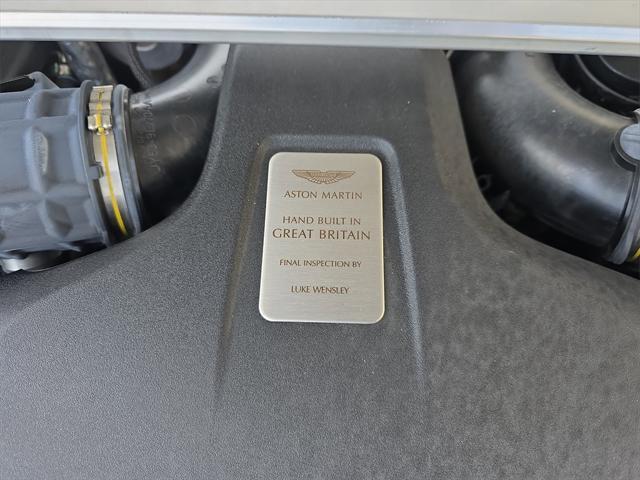 ASTON MARTIN
HAND BUILT IN
GREAT BRITAIN
FINAL INSPECTION BY
LUKE WENSLEY